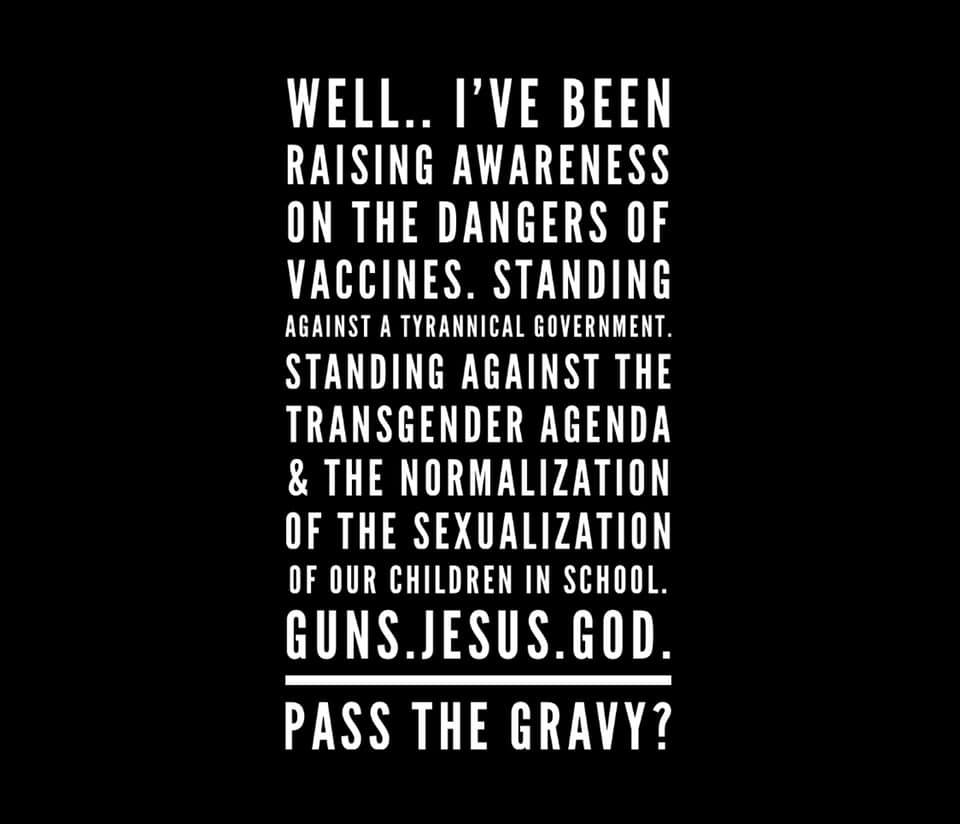 WELL.. I'VE BEEN
RAISING AWARENESS
ON THE DANGERS OF
VACCINES. STANDING
AGAINST A TYRANNICAL GOVERNMENT.
STANDING AGAINST THE
TRANSGENDER AGENDA
& THE NORMALIZATION
OF THE SEXUALIZATION
OF OUR CHILDREN IN SCHOOL.
GUNS.JESUS.GOD.
PASS THE GRAVY?